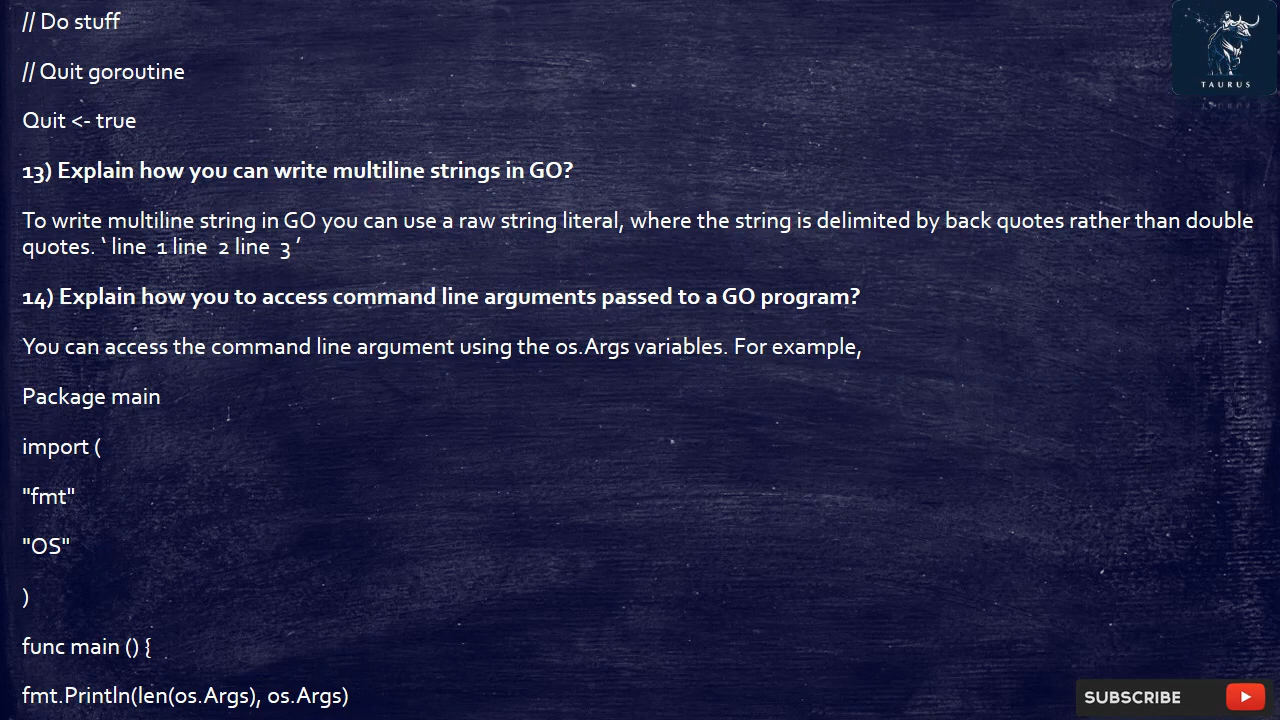 // Do stuff
// Quit goroutine
Quit <- true
13) Explain how you can write multiline strings in GO?
To write multiline string in GO you can use a raw string literal, where the string is delimited by back quotes rather than double
quotes. ‘ line  1 line  2 line  3 ’
14) Explain how you to access command line arguments passed to a GO program?
You can access the command line argument using the os.Args variables. For example,
Package main
import (
"fmt"
"OS"
)
func main () {
fmt.Println(len(os.Args), os.Args)
TAURUS
SUBSCRIBE